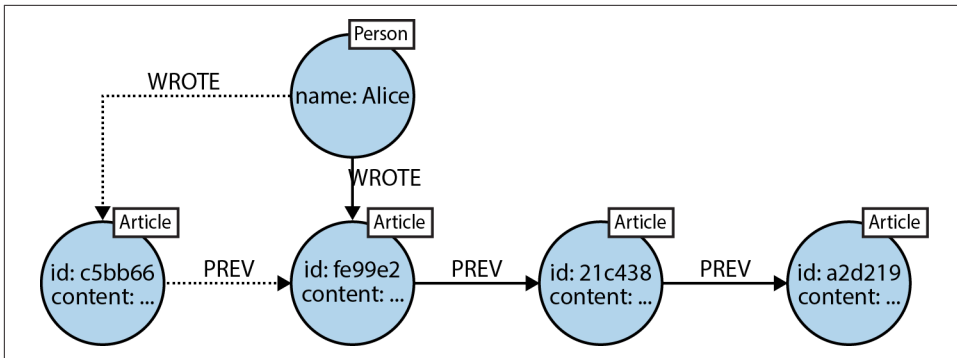 Person
WROTE
name: Alice
WROTE
Article
Article
Article
Article
id: c5bb66
content: ...
PREV
id: fe99e2
content: ...
PREV
id: 21c438
content: ...
PREV
id: a2d219
content: ...